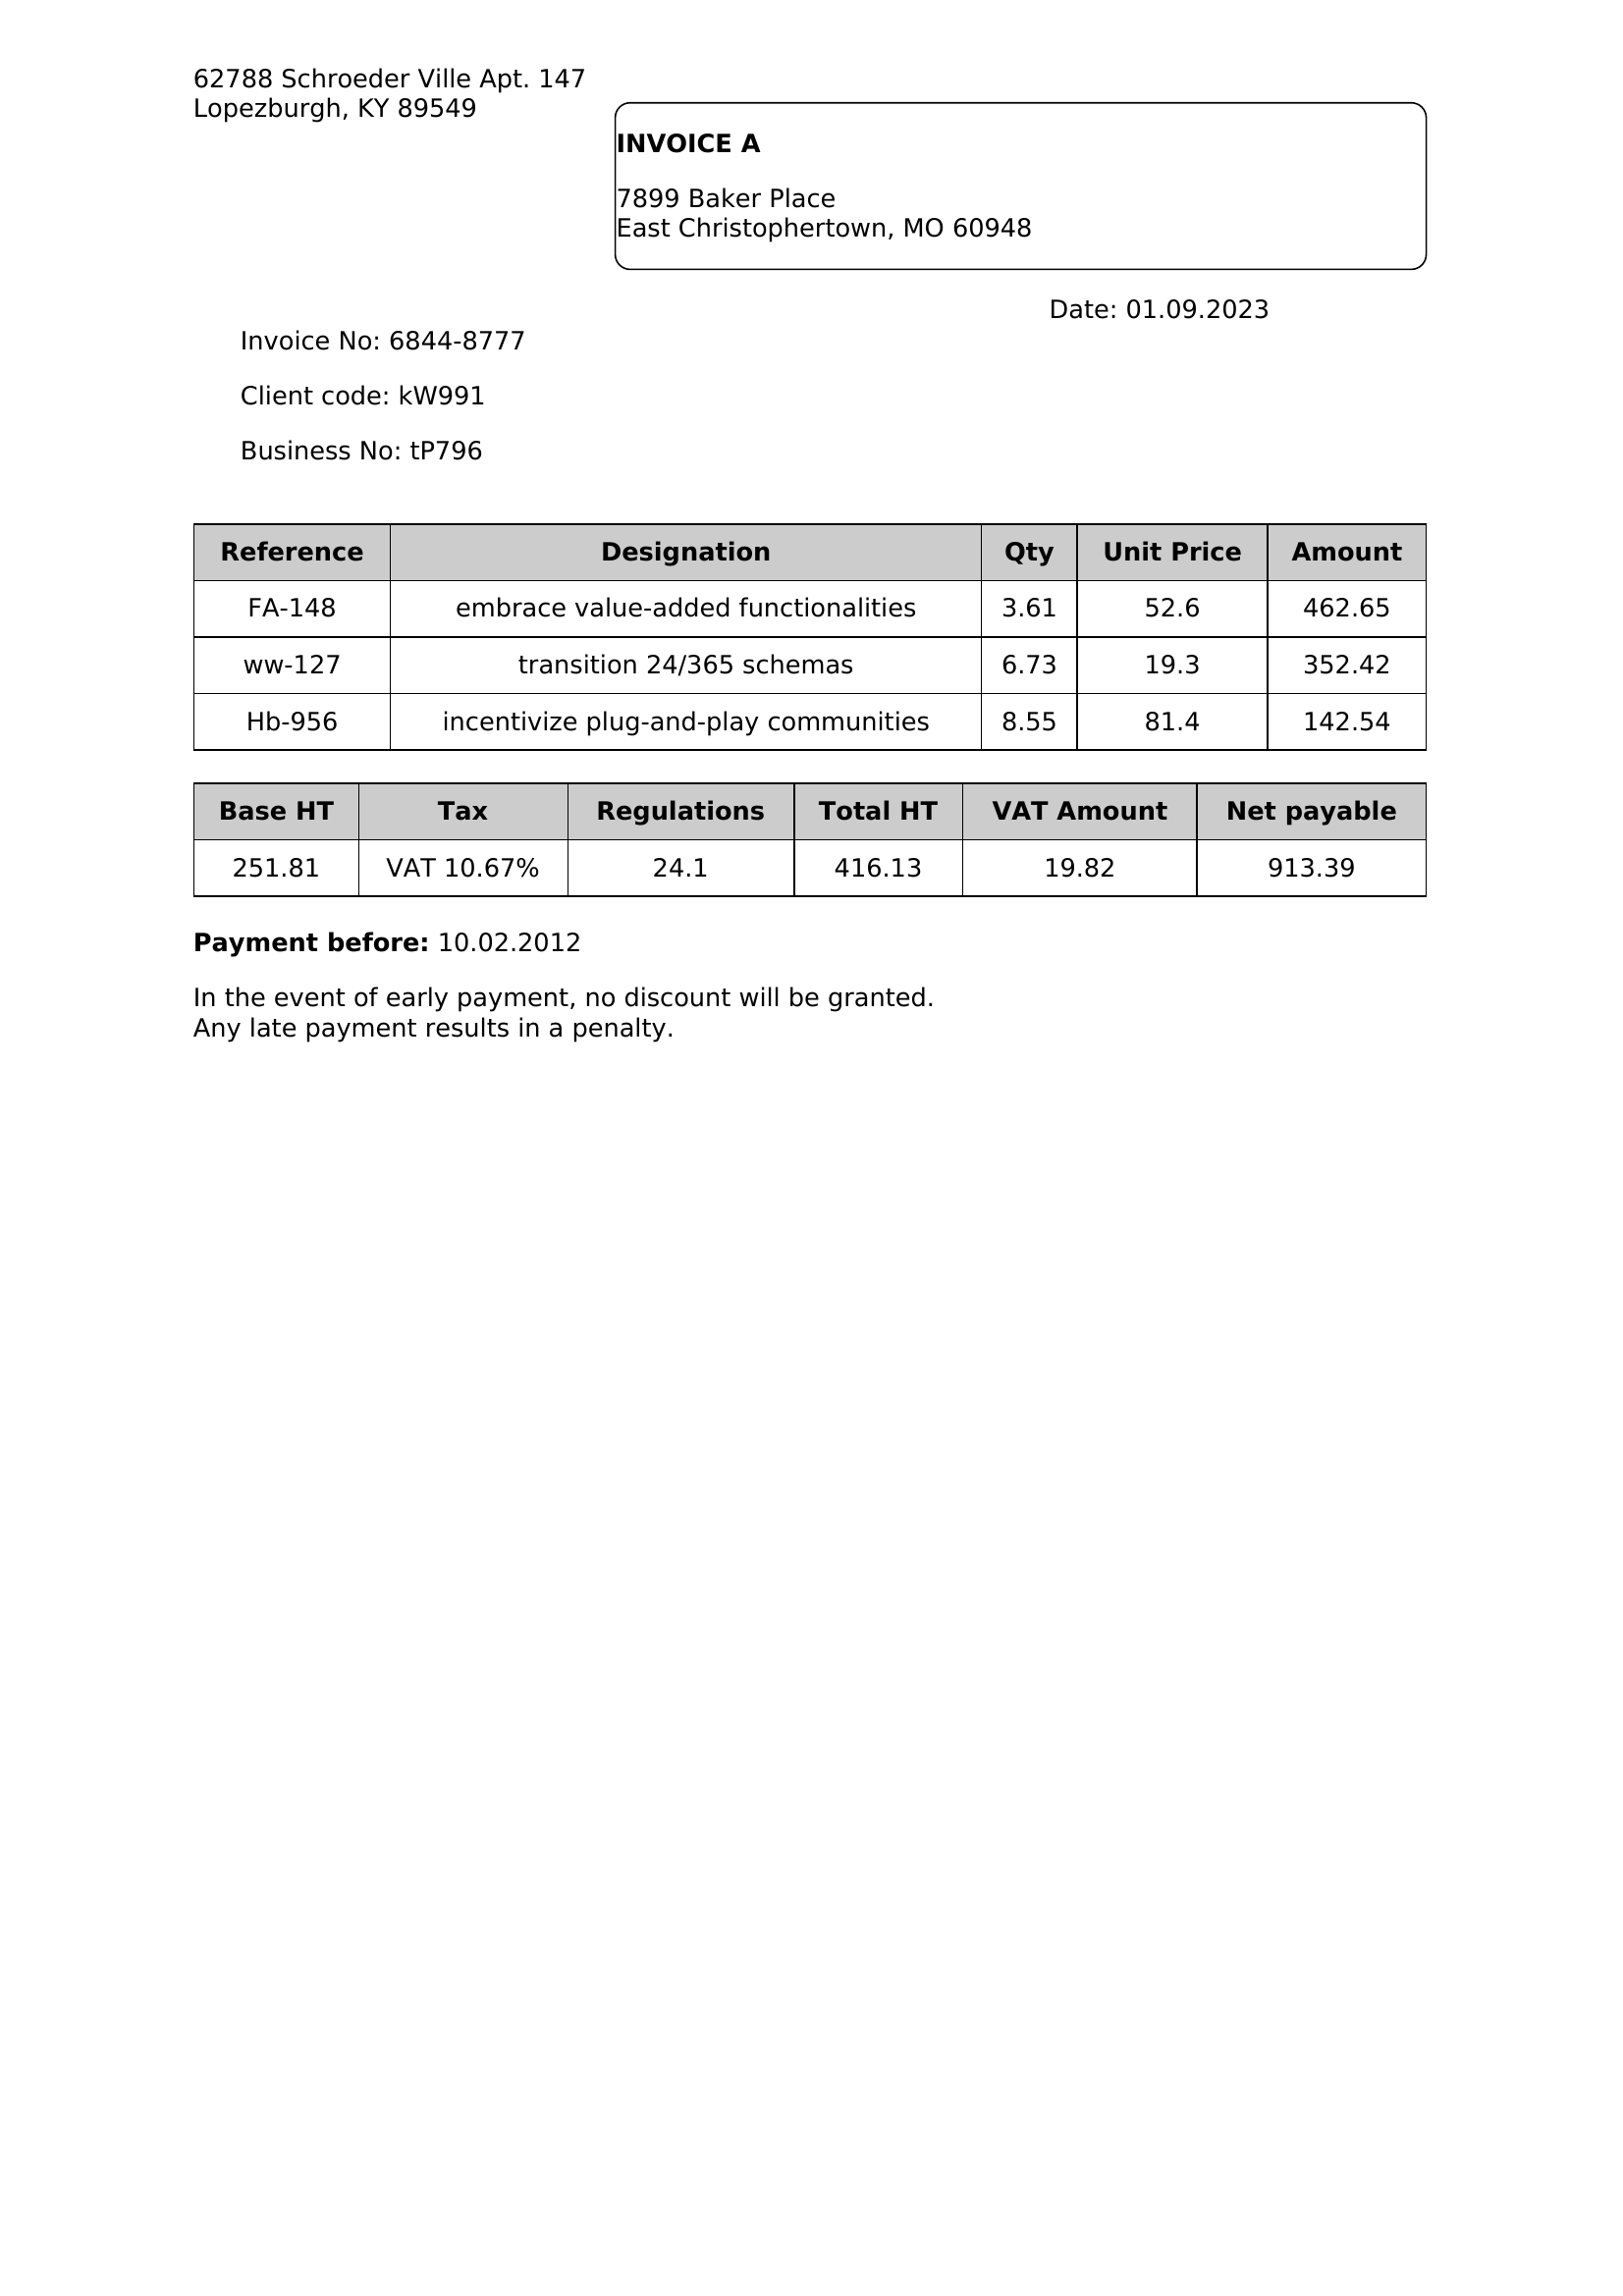 62788 Schroeder Ville Apt. 147
Lopezburgh, KY 89549
INVOICE A
7899 Baker Place
East Christophertown, MO 60948
Date: 01.09.2023
Invoice No: 6844-8777
Client code: kW991
Business No: tP796
Reference Designation Qty Unit Price Amount
FA-148 embrace value-added functionalities 3.61 52.6 462.65
ww-127 transition 24/365 schemas 6.73 19.3 352.42
Hb-956 incentivize plug-and-play communities 8.55 81.4 142.54
Base HT Tax Regulations Total HT VAT Amount Net payable
251.81 VAT 10.67% 24.1 416.13 19.82 913.39
Payment before: 10.02.2012
In the event of early payment, no discount will be granted.
Any late payment results in a penalty.